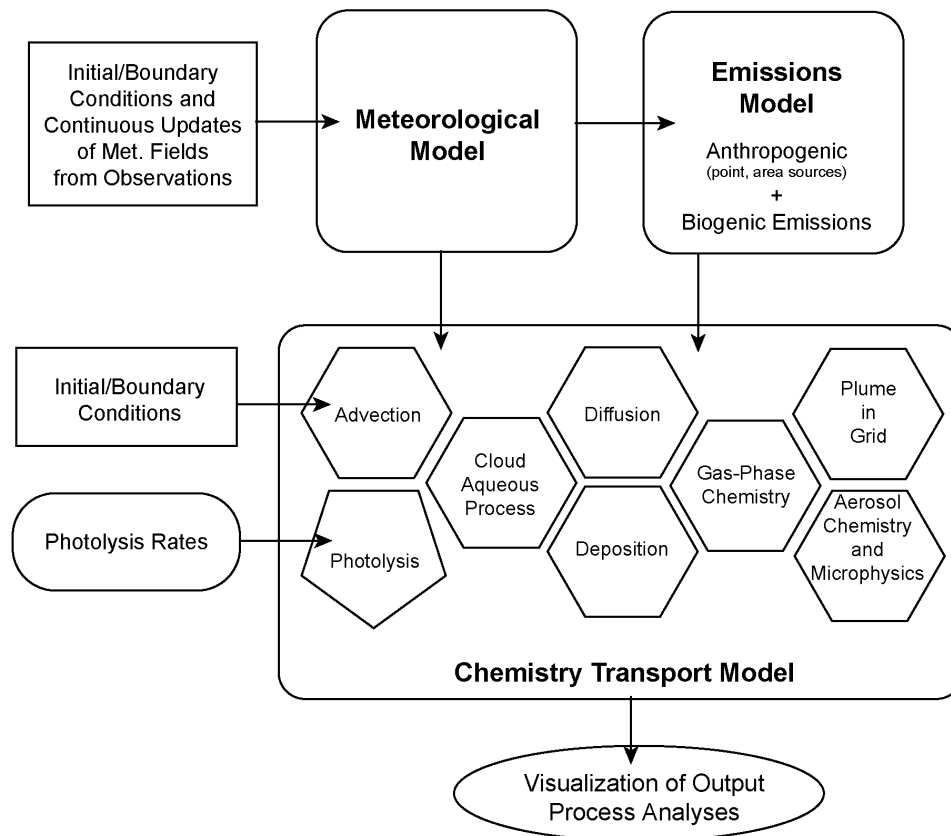 Initial/Boundary
Conditions and
Continuous Updates
of Met. Fields
from Observations
Meteorological
Model
Emissions
Model
Anthropogenic
(point, area sources)
+
Biogenic Emissions
Initial/Boundary
Conditions
Advection
Diffusion
Plume
in
Grid
Cloud
Aqueous
Process
Gas-Phase
Chemistry
Photolysis Rates
Photolysis
Deposition
Aerosol
Chemistry
and
Microphysics
Chemistry Transport Model
Visualization of Output
Process Analyses